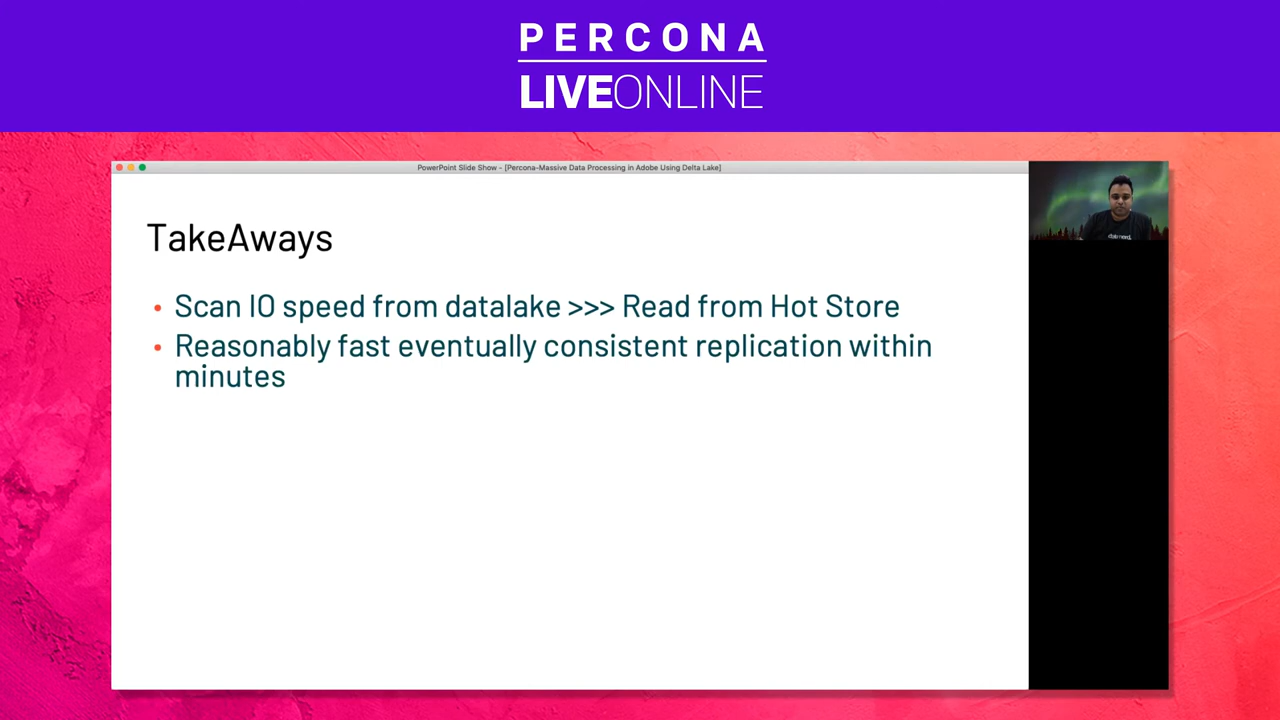 PERCONA
LIVEONLINE
PowerPoint Slide Show - [Percona-Massive Data Processing in Adobe Using Delta Lake]
TakeAways
• Scan IO speed from datalake >>> Read from Hot Store
• Reasonably fast eventually consistent replication within
minutes